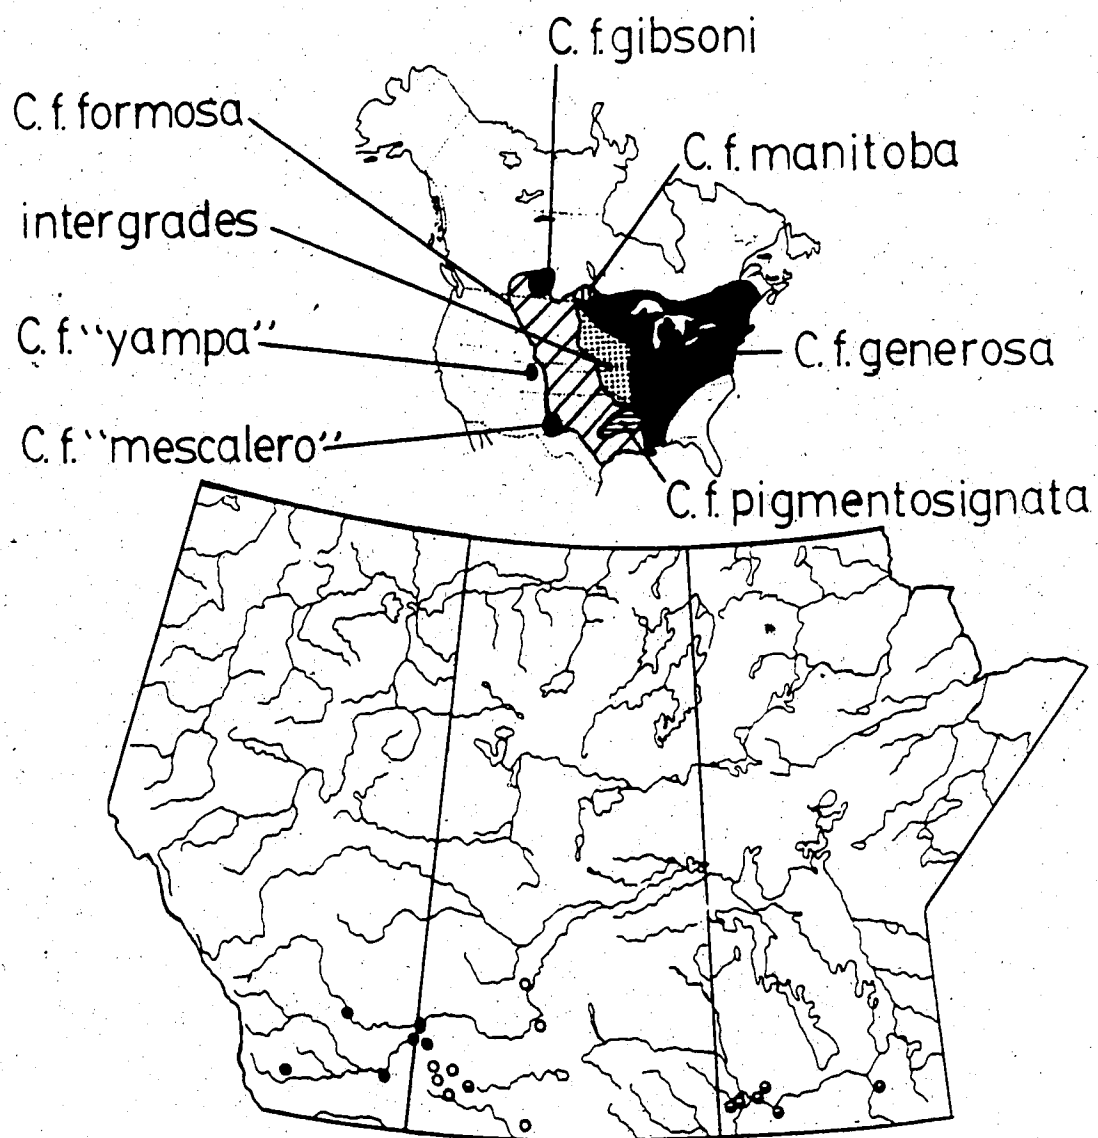 C. f. gibsoni
C. f. formosa
C. f. manitoba
intergrades
C. f. "yampa"
C. f. generosa
C. f. "mescalero"
C. f. pigmentosignata